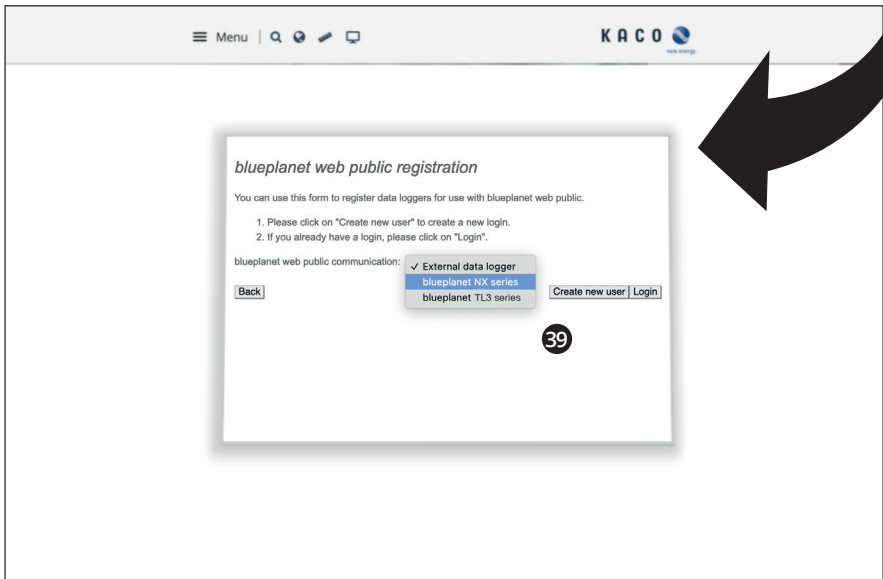 Menu
KACO
new energy.
blueplanet web public registration
You can use this form to register data loggers for use with blueplanet web public.
1. Please click on "Create new user" to create a new login.
2. If you already have a login, please click on "Login".
blueplanet web public communication:
✓ External data logger
blueplanet NX series
blueplanet TL3 series
Back
Create new user
Login
39